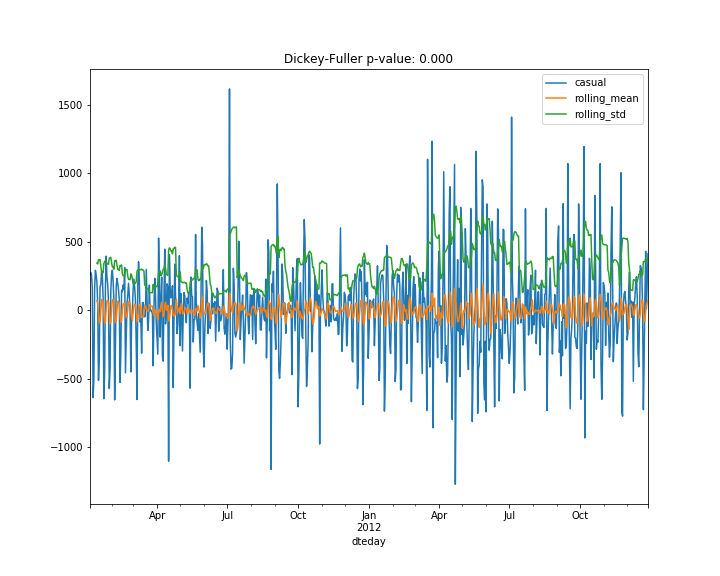 Dickey-Fuller p-value: 0.000
casual
rolling_mean
rolling_std
1500
1000
500
0
−500
−1000
Apr Jul Oct Jan Apr Jul Oct
2012
dteday